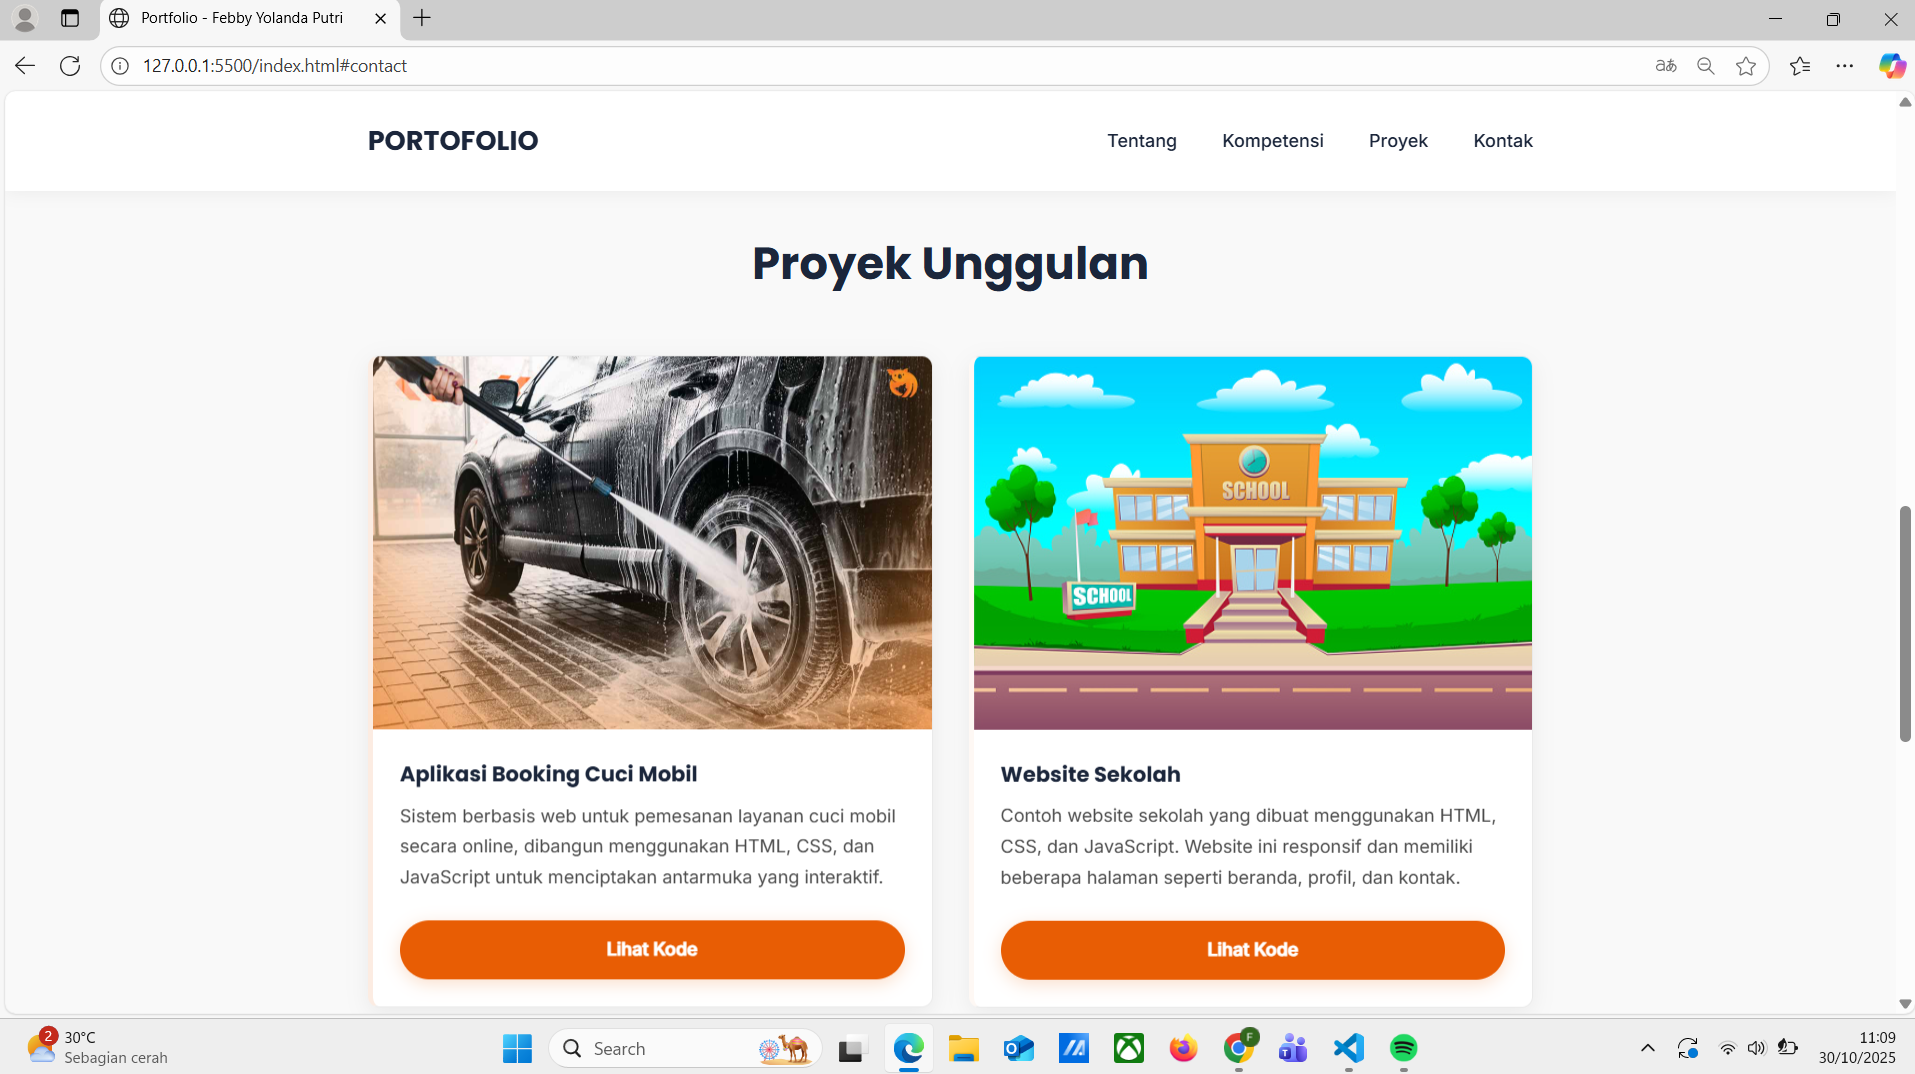 Portfolio - Febby Yolanda Putri
127.0.0.1:5500/index.html#contact
PORTOFOLIO
Tentang
Kompetensi
Proyek
Kontak
Proyek Unggulan
SCHOOL
SCHOOL
Aplikasi Booking Cuci Mobil
Sistem berbasis web untuk pemesanan layanan cuci mobil
secara online, dibangun menggunakan HTML, CSS, dan
JavaScript untuk menciptakan antarmuka yang interaktif.
Lihat Kode
Website Sekolah
Contoh website sekolah yang dibuat menggunakan HTML,
CSS, dan JavaScript. Website ini responsif dan memiliki
beberapa halaman seperti beranda, profil, dan kontak.
Lihat Kode
2
30°C
Sebagian cerah
Search
F
11:09
30/10/2025